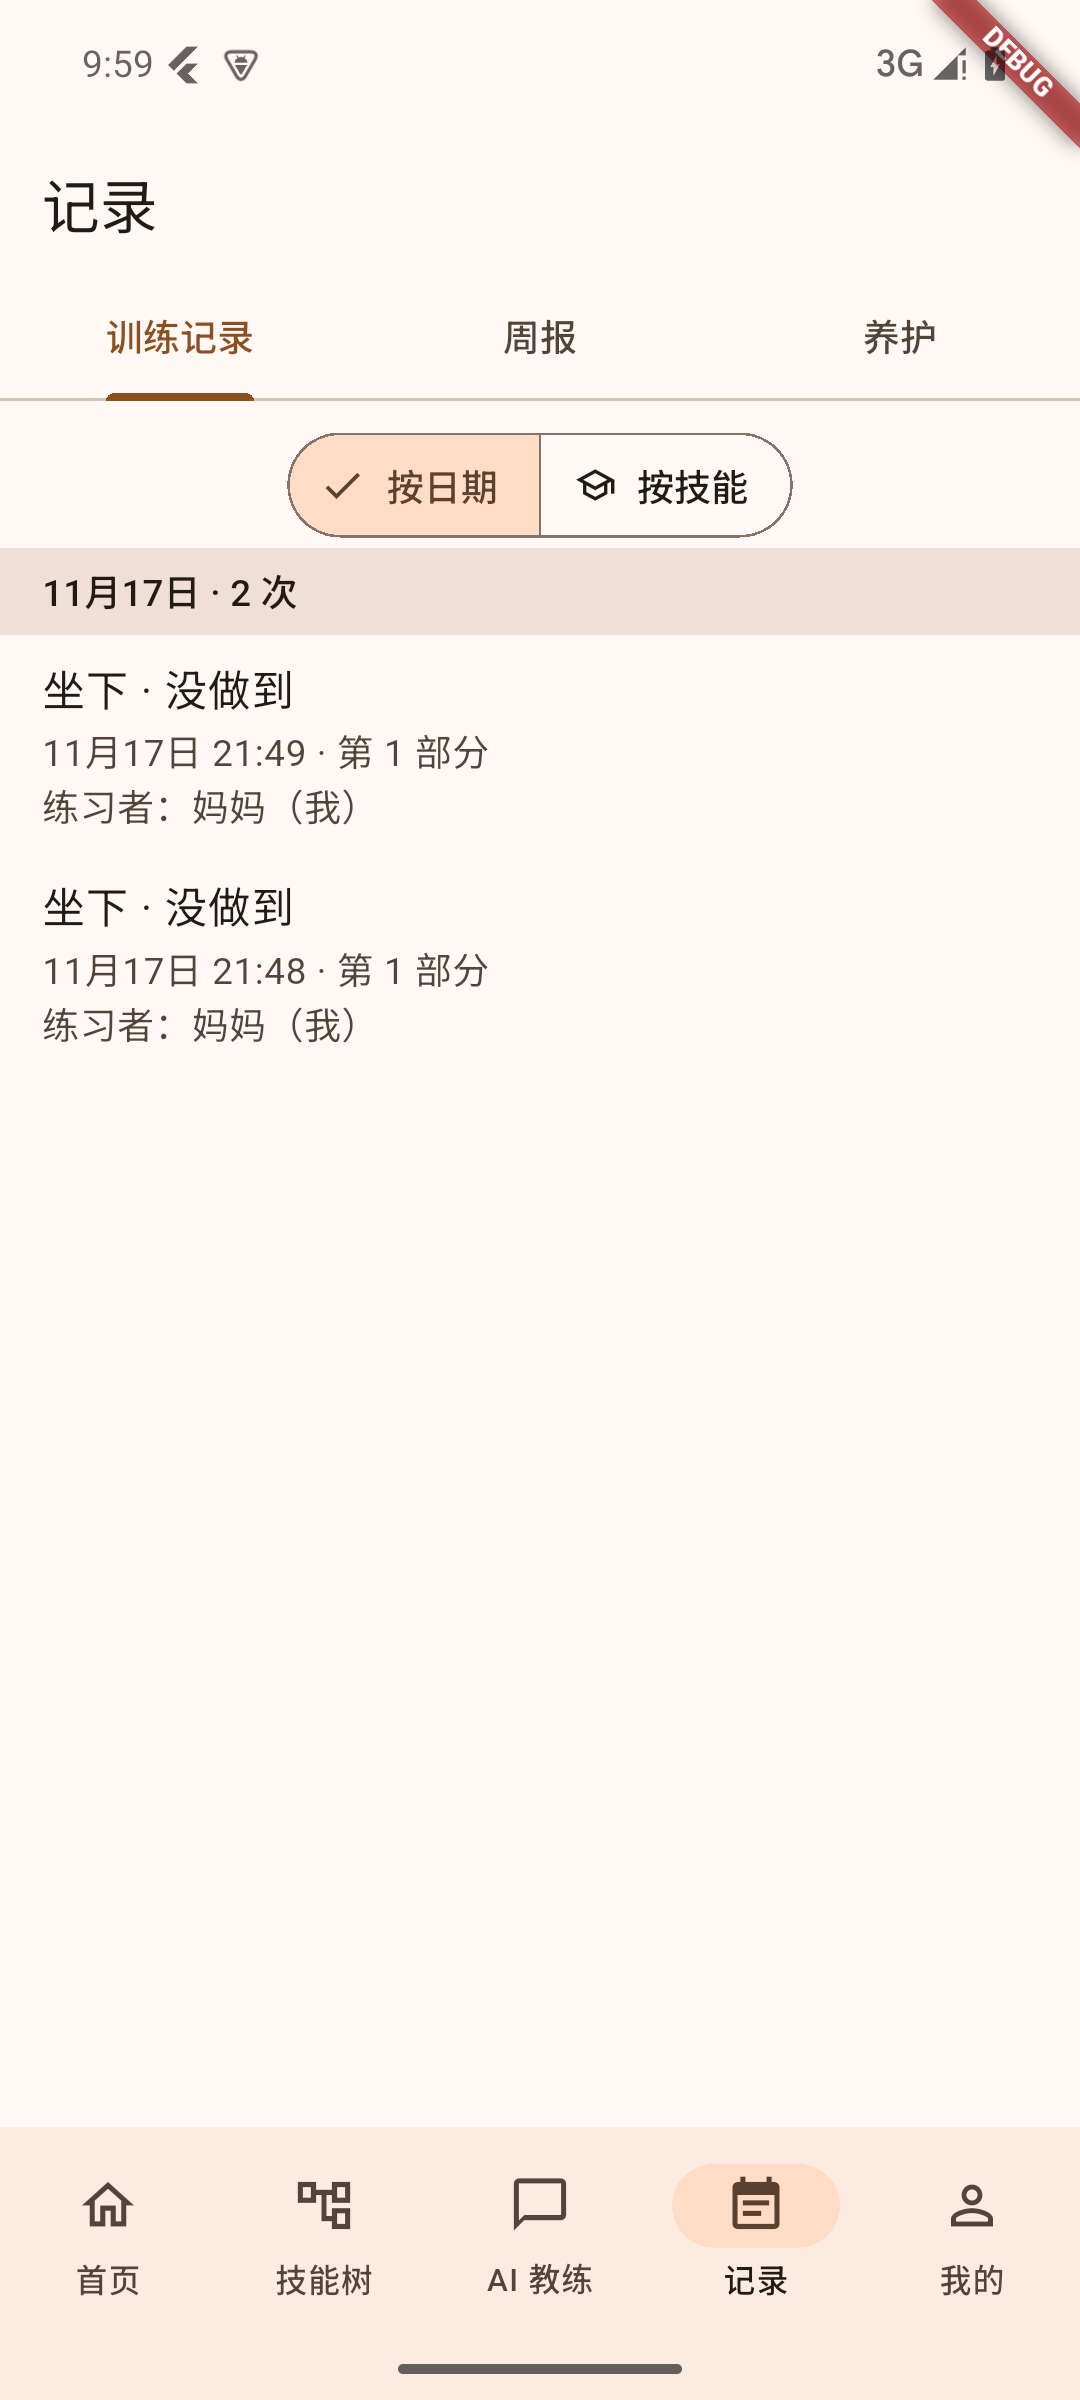 9:59
3G
DEBUG
记录
训练记录
周报
养护
按日期
按技能
11月17日 · 2 次
坐下 · 没做到
11月17日 21:49 · 第 1 部分
练习者：妈妈（我）
坐下 · 没做到
11月17日 21:48 · 第 1 部分
练习者：妈妈（我）
首页
技能树
AI 教练
记录
我的